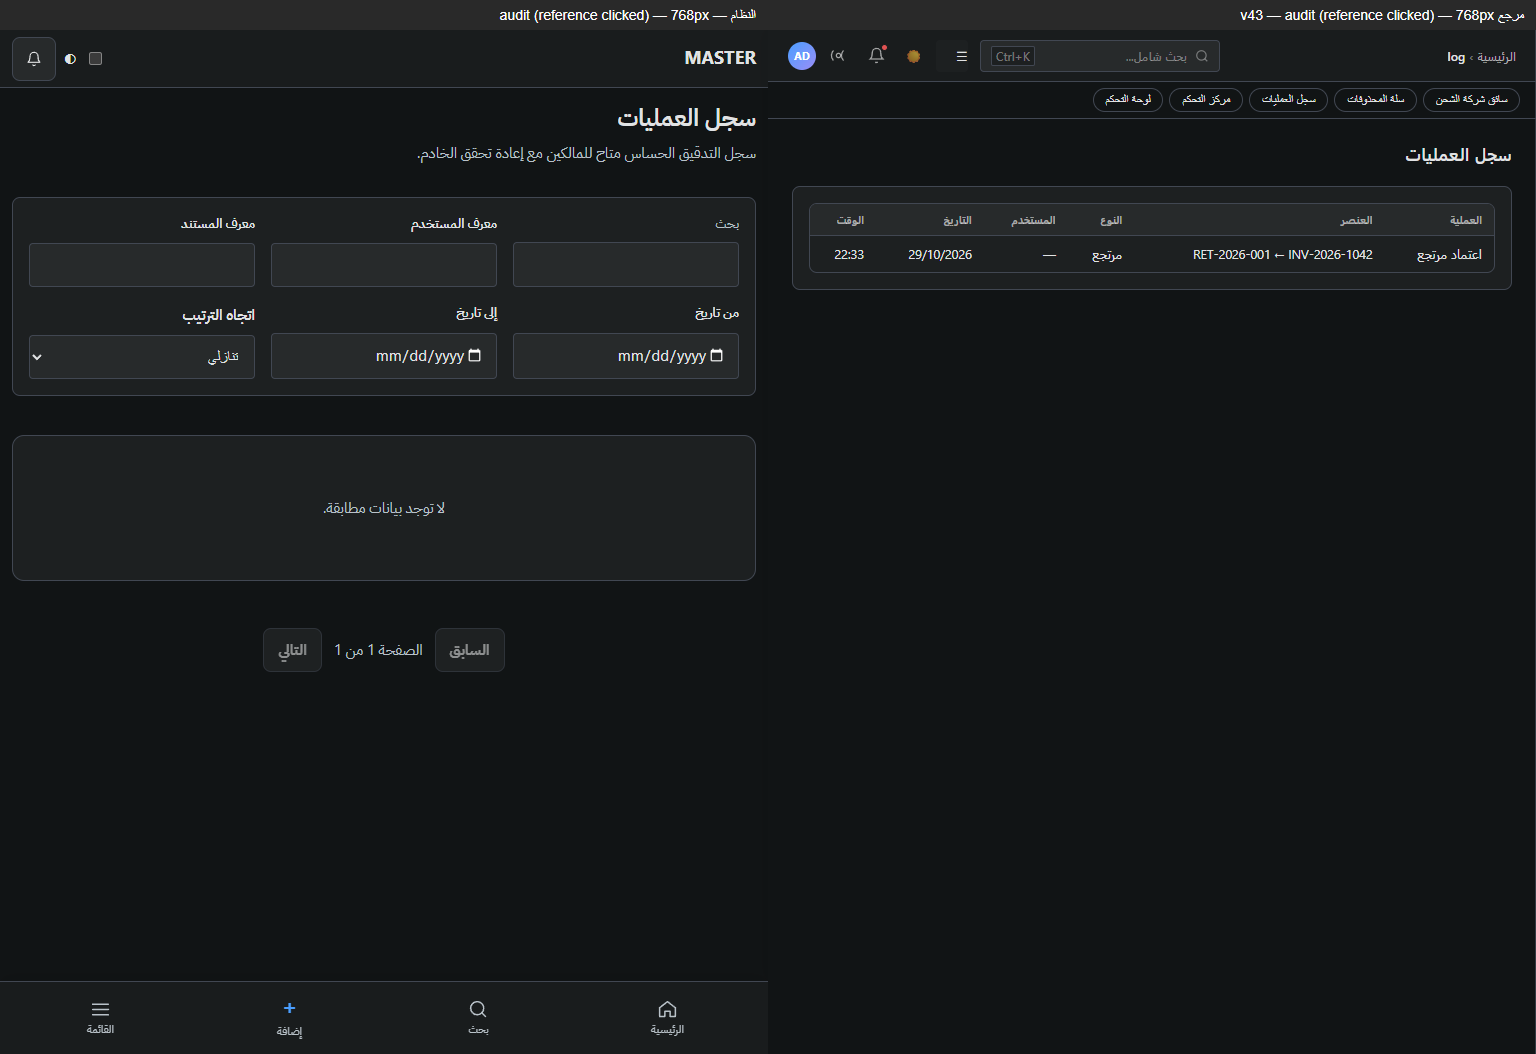 مرجع v43 — audit (reference clicked) — 768px
الرئيسية › log
بحث شامل...
Ctrl+K
AD
سائق شركة الشحن
سلة المحذوفات
سجل العمليات
مركز التحكم
لوحة التحكم
سجل العمليات
العملية العنصر النوع المستخدم التاريخ الوقت
اعتماد مرتجع RET-2026-001 ← INV-2026-1042 مرتجع — 29/10/2026 22:33
النظام — audit (reference clicked) — 768px
MASTER
سجل العمليات
سجل التدقيق الحساس متاح للمالكين مع إعادة تحقق الخادم.
بحث
معرف المستخدم
معرف المستند
من تاريخ
إلى تاريخ
اتجاه الترتيب
mm/dd/yyyy
mm/dd/yyyy
تنازلي
لا توجد بيانات مطابقة.
السابق
الصفحة 1 من 1
التالي
الرئيسية
بحث
إضافة
القائمة